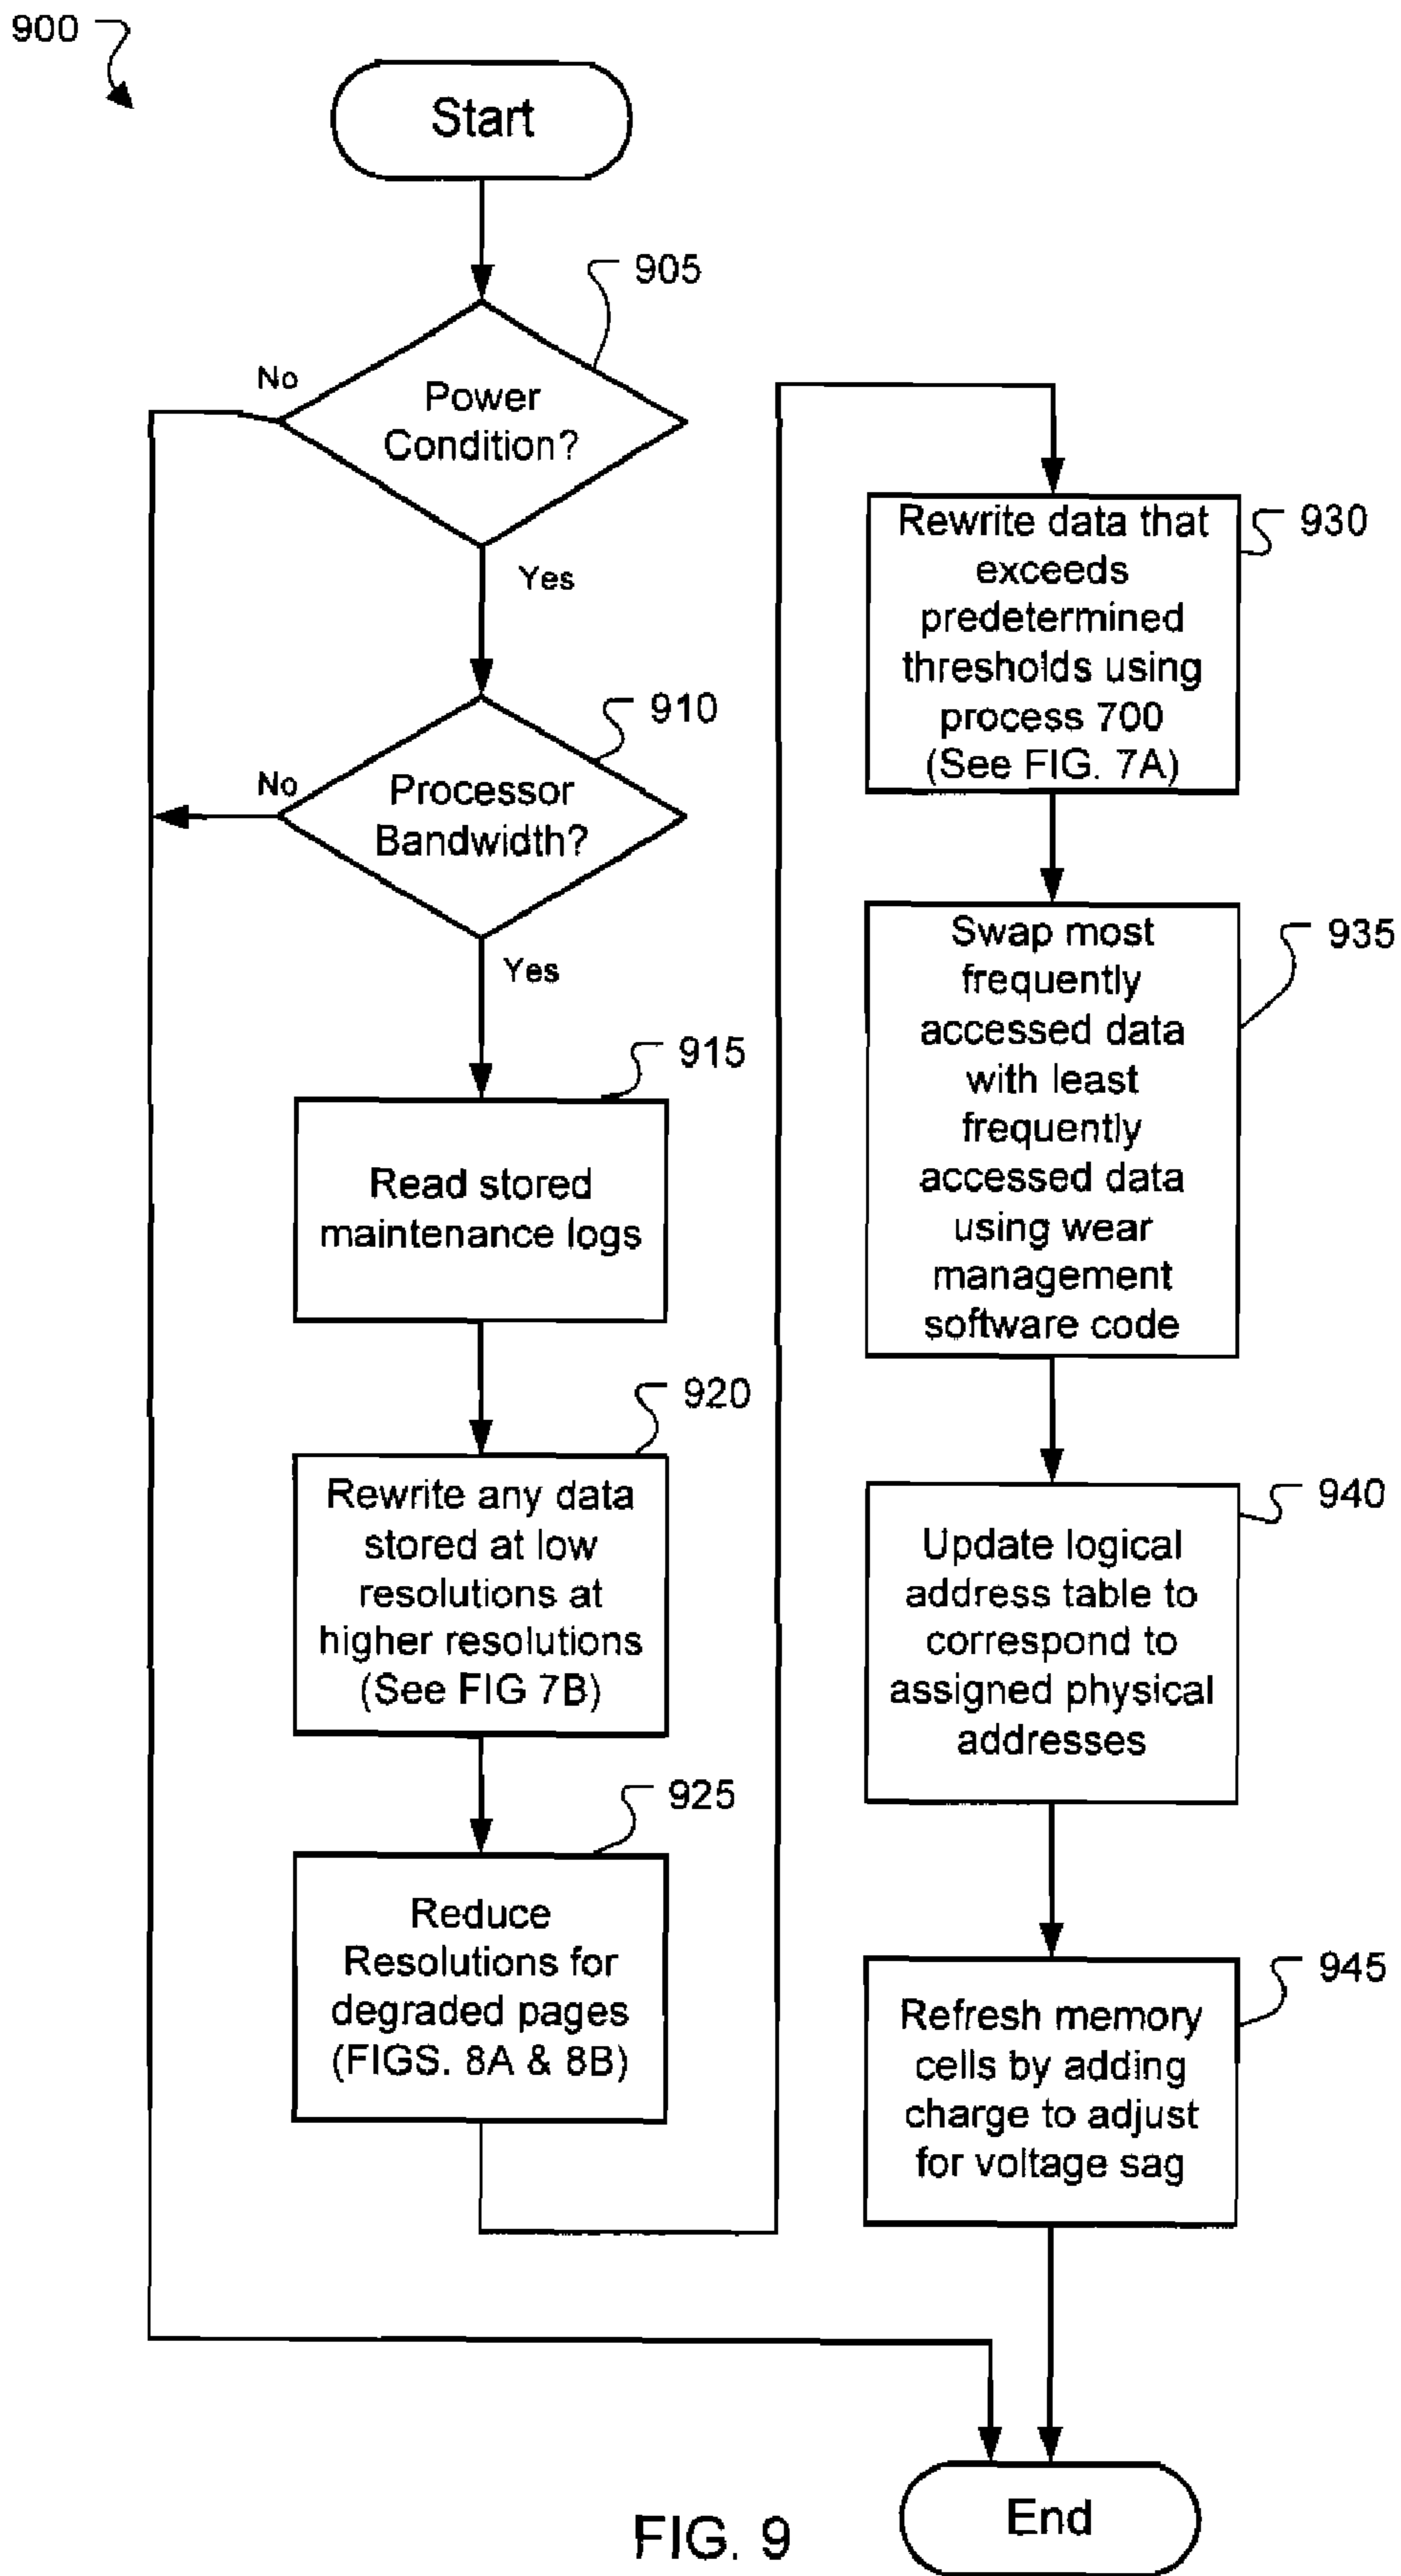 900
Start
905
No
Power
Condition?
Yes
910
No
Processor
Bandwidth?
Yes
915
Read stored
maintenance logs
920
Rewrite any data
stored at low
resolutions at
higher resolutions
(See FIG 7B)
925
Reduce
Resolutions for
degraded pages
(FIGS. 8A & 8B)
930
Rewrite data that
exceeds
predetermined
thresholds using
process 700
(See FIG. 7A)
935
Swap most
frequently
accessed data
with least
frequently
accessed data
using wear
management
software code
940
Update logical
address table to
correspond to
assigned physical
addresses
945
Refresh memory
cells by adding
charge to adjust
for voltage sag
End
FIG. 9